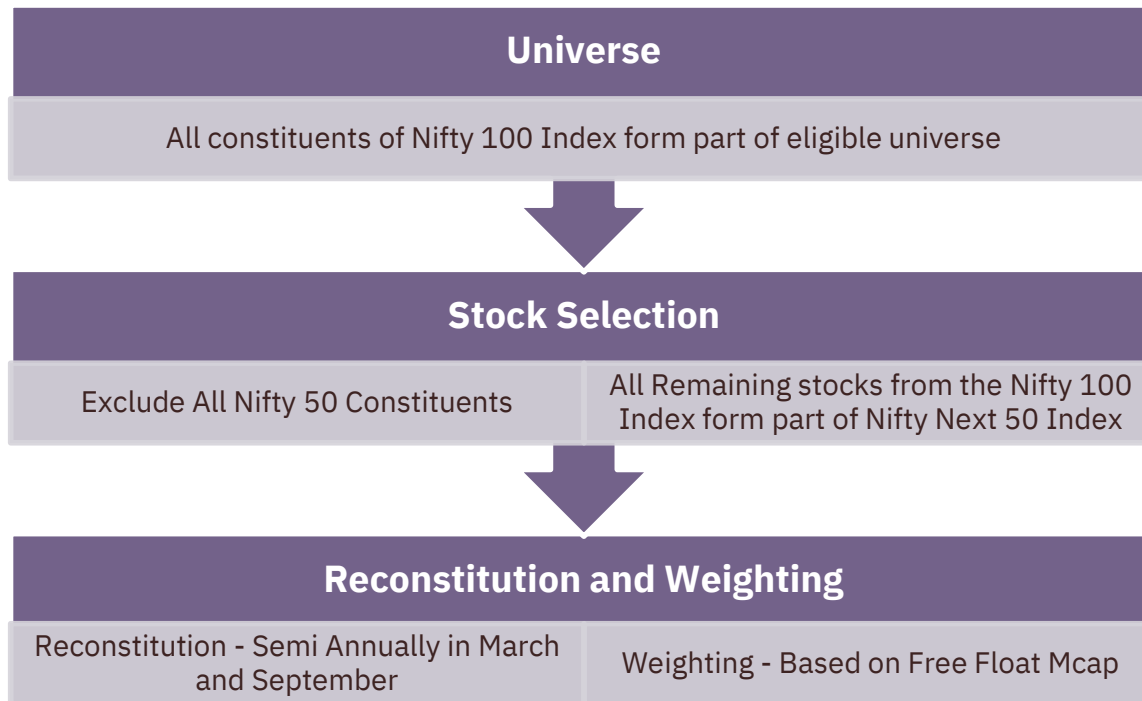 Universe
All constituents of Nifty 100 Index form part of eligible universe
Stock Selection
Exclude All Nifty 50 Constituents
All Remaining stocks from the Nifty 100
Index form part of Nifty Next 50 Index
Reconstitution and Weighting
Reconstitution - Semi Annually in March
and September
Weighting - Based on Free Float Mcap